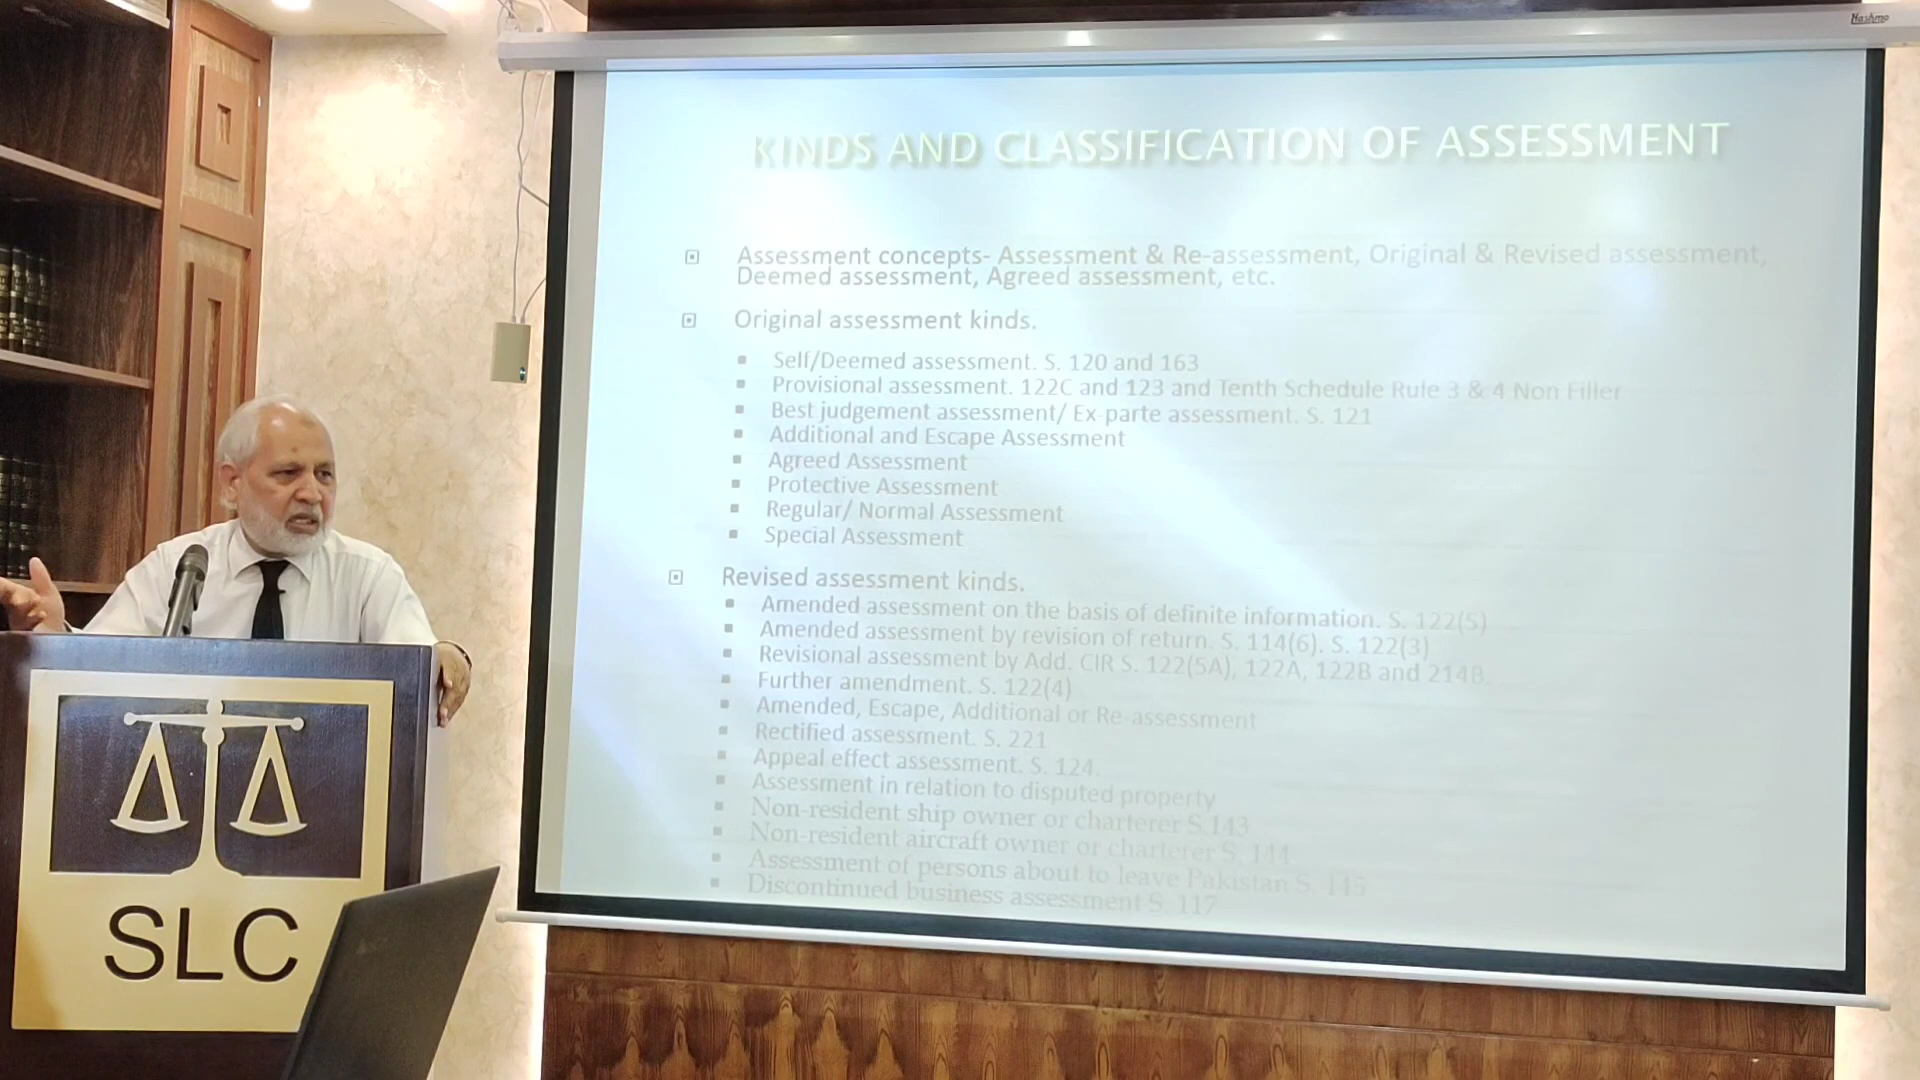 Hashmo
KINDS AND CLASSIFICATION OF ASSESSMENT
Assessment concepts- Assessment & Re-assessment, Original & Revised assessment,
Deemed assessment, Agreed assessment, etc.
Original assessment kinds.
Self/Deemed assessment. S. 120 and 163
Provisional assessment. 122C and 123 and Tenth Schedule Rule 3 & 4 Non Filler
Best judgement assessment/ Ex-parte assessment. S. 121
Additional and Escape Assessment
Agreed Assessment
Protective Assessment
Regular/ Normal Assessment
Special Assessment
Revised assessment kinds.
Amended assessment on the basis of definite information. S. 122(5)
Amended assessment by revision of return. S. 114(6). S. 122(3)
Revisional assessment by Add. CIR S. 122(5A), 122A, 122B and 214B.
Further amendment. S. 122(4)
Amended, Escape, Additional or Re-assessment
Rectified assessment. S. 221
Appeal effect assessment. S. 124.
Assessment in relation to disputed property
Non-resident ship owner or charterer S.143
Non-resident aircraft owner or charterer S. 144
Assessment of persons about to leave Pakistan S. 145
Discontinued business assessment S. 117
SLC